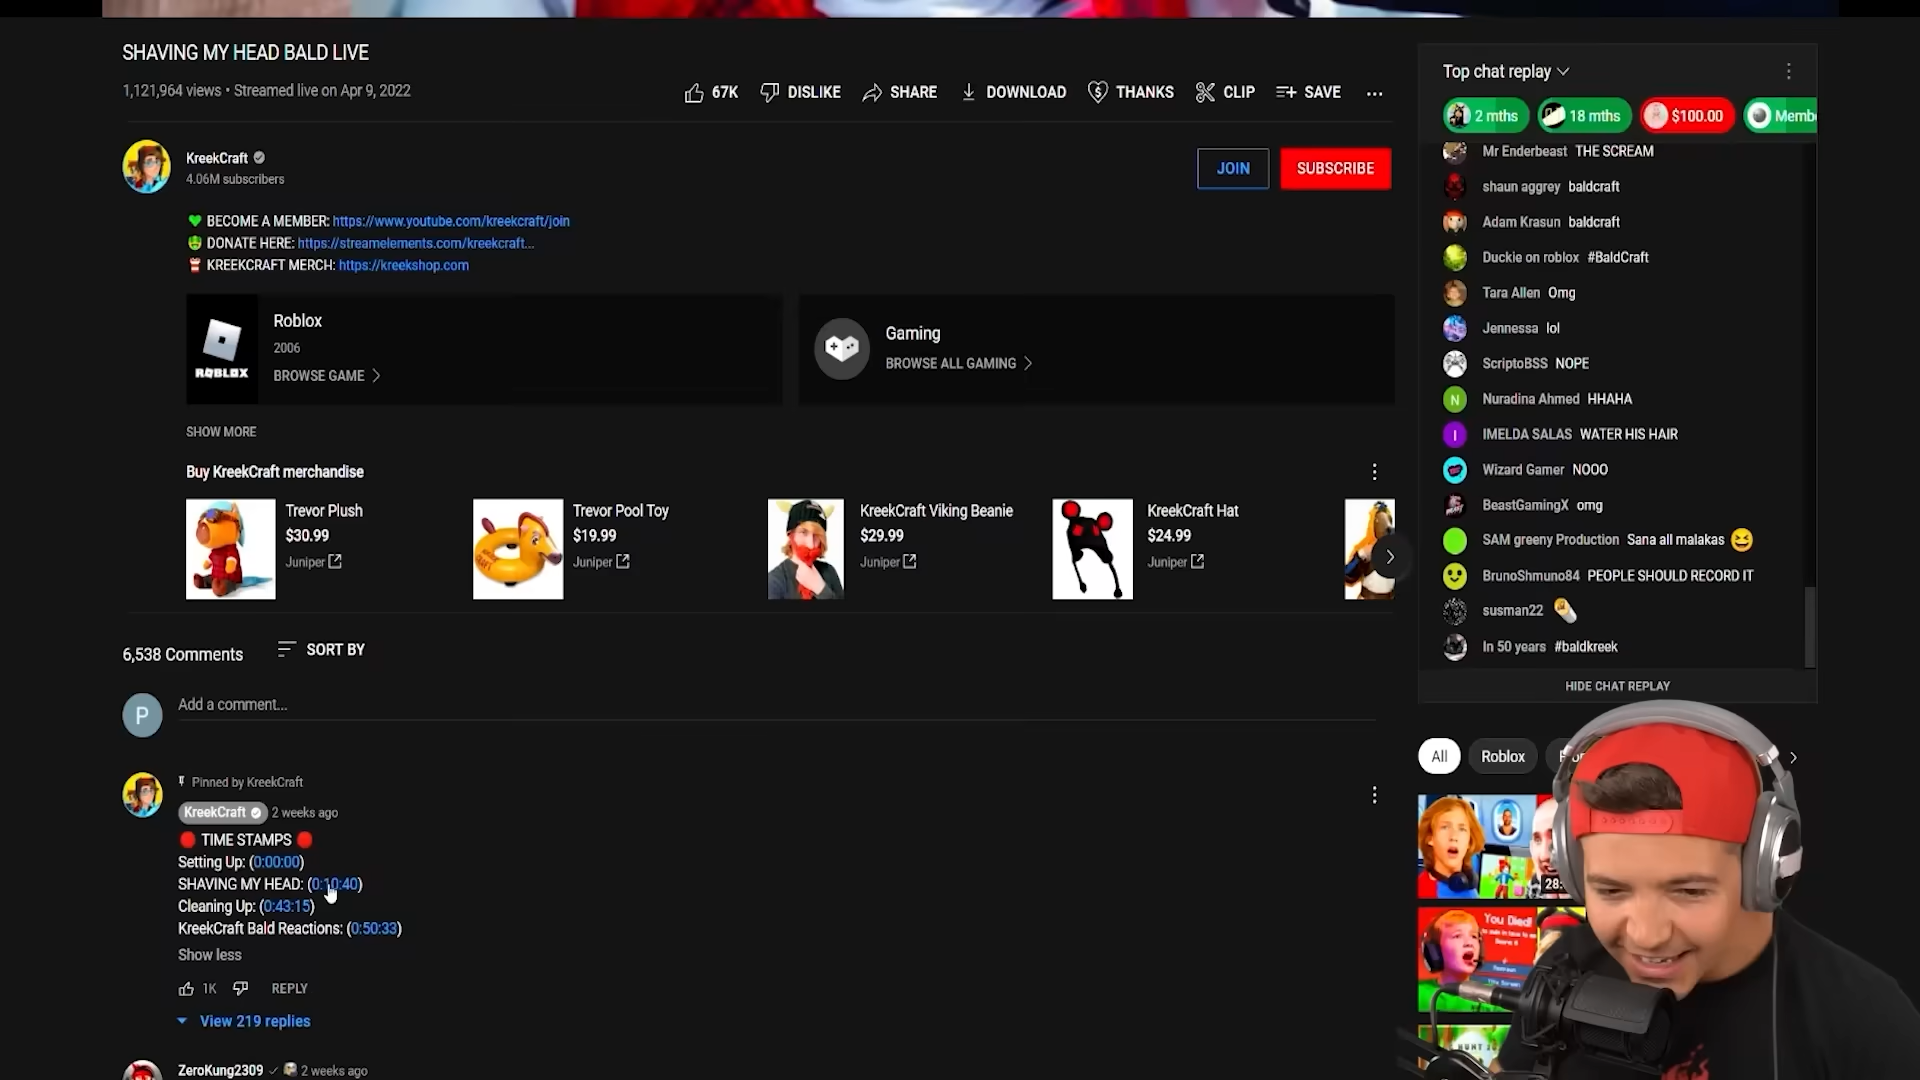 SHAVING MY HEAD BALD LIVE
1,121,964 views • Streamed live on Apr 9, 2022
67K DISLIKE SHARE DOWNLOAD THANKS CLIP SAVE
KreekCraft
4.06M subscribers
JOIN SUBSCRIBE
BECOME A MEMBER: https://www.youtube.com/kreekcraft/join
DONATE HERE: https://streamelements.com/kreekcraft...
KREEKCRAFT MERCH: https://kreekshop.com
ROBLOX
Roblox
2006
BROWSE GAME
Gaming
BROWSE ALL GAMING
SHOW MORE
Buy KreekCraft merchandise
Trevor Plush
$30.99
Juniper
Trevor Pool Toy
$19.99
Juniper
KreekCraft Viking Beanie
$29.99
Juniper
KreekCraft Hat
$24.99
Juniper
6,538 Comments SORT BY
P
Add a comment...
Pinned by KreekCraft
KreekCraft 2 weeks ago
TIME STAMPS
Setting Up: (0:00:00)
SHAVING MY HEAD: (0:10:40)
Cleaning Up: (0:43:15)
KreekCraft Bald Reactions: (0:50:33)
Show less
1K REPLY
View 219 replies
ZeroKung2309 2 weeks ago
Top chat replay
2 mths 18 mths $100.00 Memb
Mr Enderbeast THE SCREAM
shaun aggrey baldcraft
Adam Krasun baldcraft
Duckie on roblox #BaldCraft
Tara Allen Omg
Jennessa lol
ScriptoBSS NOPE
N Nuradina Ahmed HHAHA
I IMELDA SALAS WATER HIS HAIR
Wizard Gamer NOOO
BeastGamingX omg
SAM greeny Production Sana all malakas
BrunoShmuno84 PEOPLE SHOULD RECORD IT
susman22
In 50 years #baldkreek
HIDE CHAT REPLAY
All Roblox
28:
You Died!